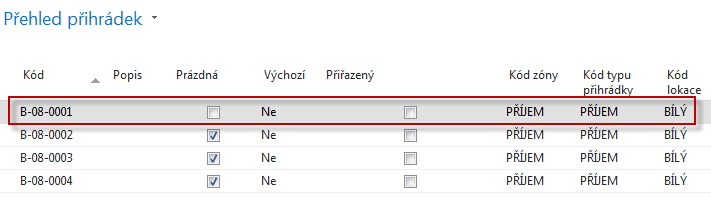 Přehled přihrádek
Kód Popis Prázdná Výchozí Přiřazený Kód zóny Kód typu přihrádky Kód lokace
B-08-0001 Ne PŘÍJEM PŘÍJEM BÍLÝ
B-08-0002 Ne PŘÍJEM PŘÍJEM BÍLÝ
B-08-0003 Ne PŘÍJEM PŘÍJEM BÍLÝ
B-08-0004 Ne PŘÍJEM PŘÍJEM BÍLÝ